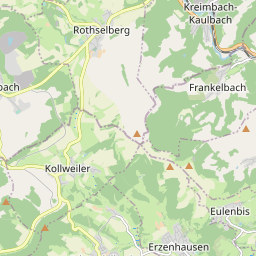 Kreimbach-
Kaulbach
Rothselberg
Frankelbach
bach
Kollweiler
Eulenbis
Erzenhausen